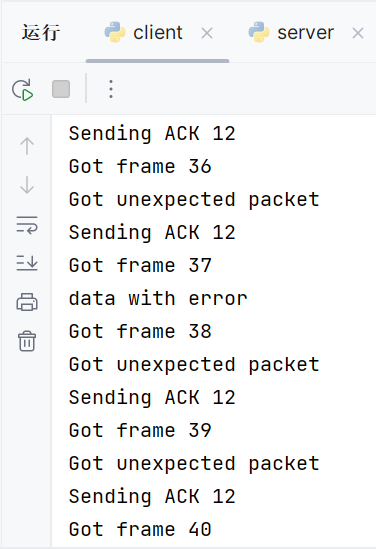 运行
client
server
Sending ACK 12
Got frame 36
Got unexpected packet
Sending ACK 12
Got frame 37
data with error
Got frame 38
Got unexpected packet
Sending ACK 12
Got frame 39
Got unexpected packet
Sending ACK 12
Got frame 40